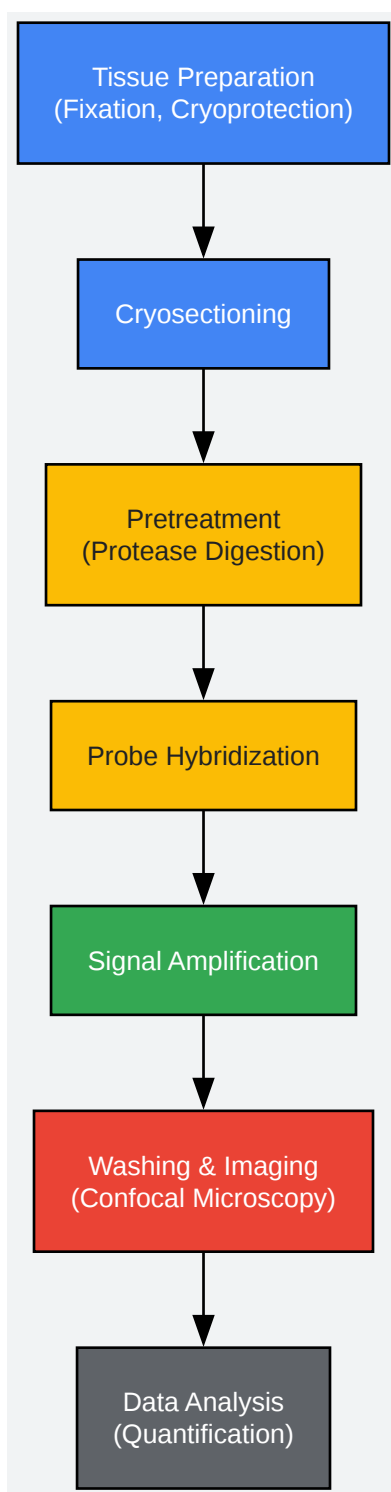 Tissue Preparation
(Fixation, Cryoprotection)
Cryosectioning
Pretreatment
(Protease Digestion)
Probe Hybridization
Signal Amplification
Washing & Imaging
(Confocal Microscopy)
Data Analysis
(Quantification)